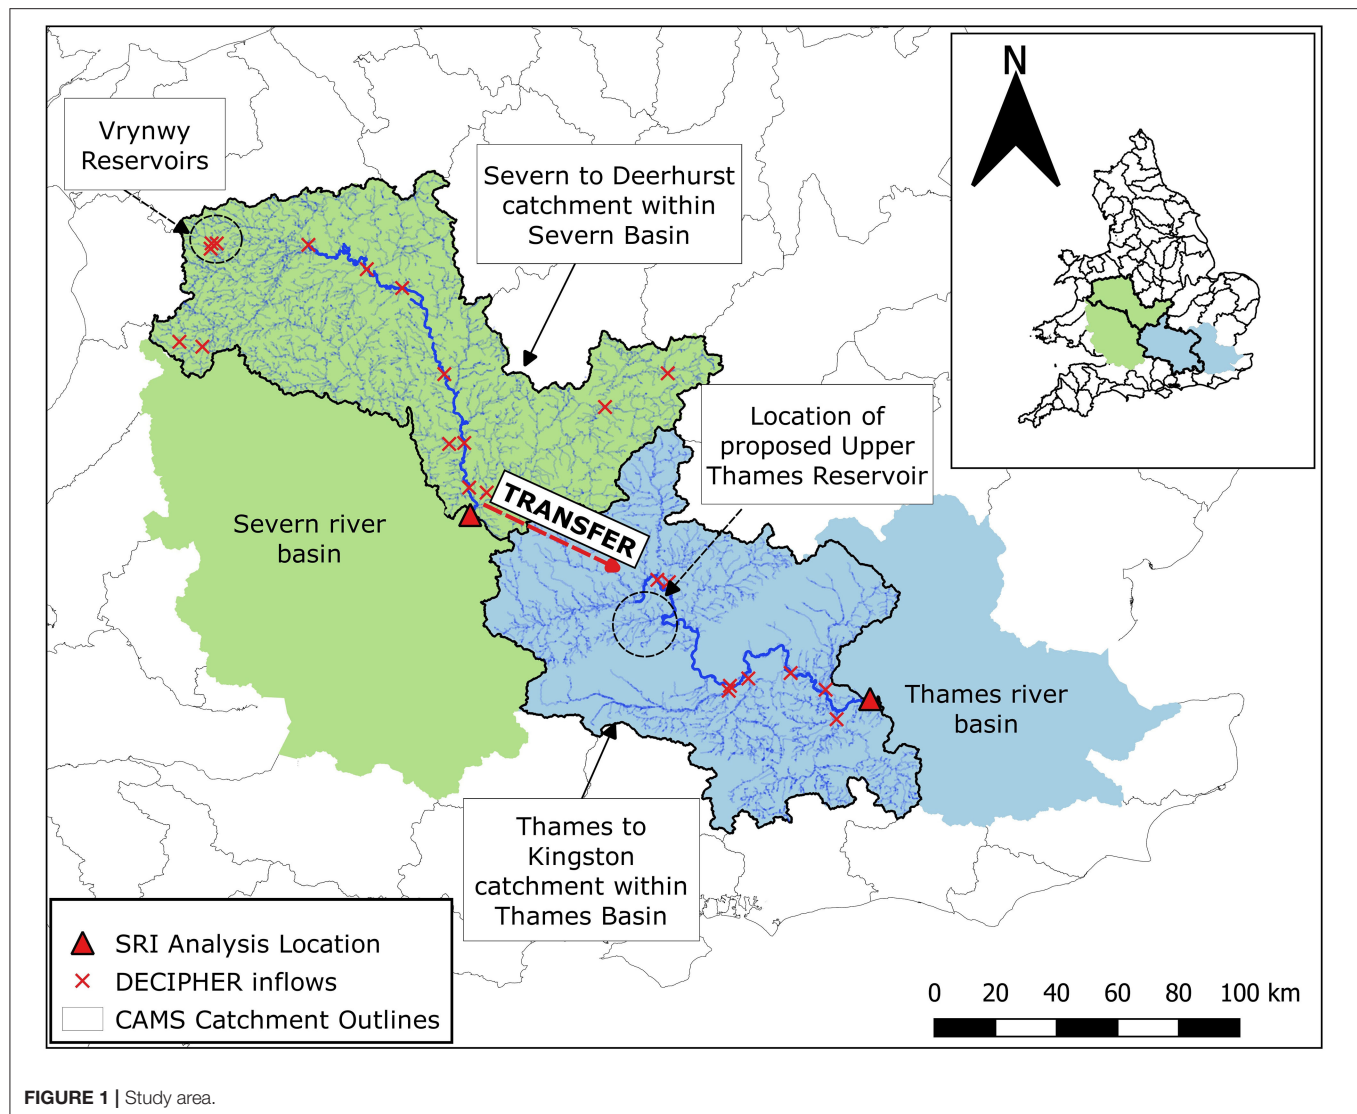 N
Vrynwy
Reservoirs
Severn to Deerhurst
catchment within
Severn Basin
Location of
proposed Upper
Thames Reservoir
TRANSFER
Severn river
basin
Thames river
basin
Thames to
Kingston
catchment within
Thames Basin
SRI Analysis Location
DECIPHER inflows
CAMS Catchment Outlines
0 20 40 60 80 100 km
FIGURE 1 | Study area.